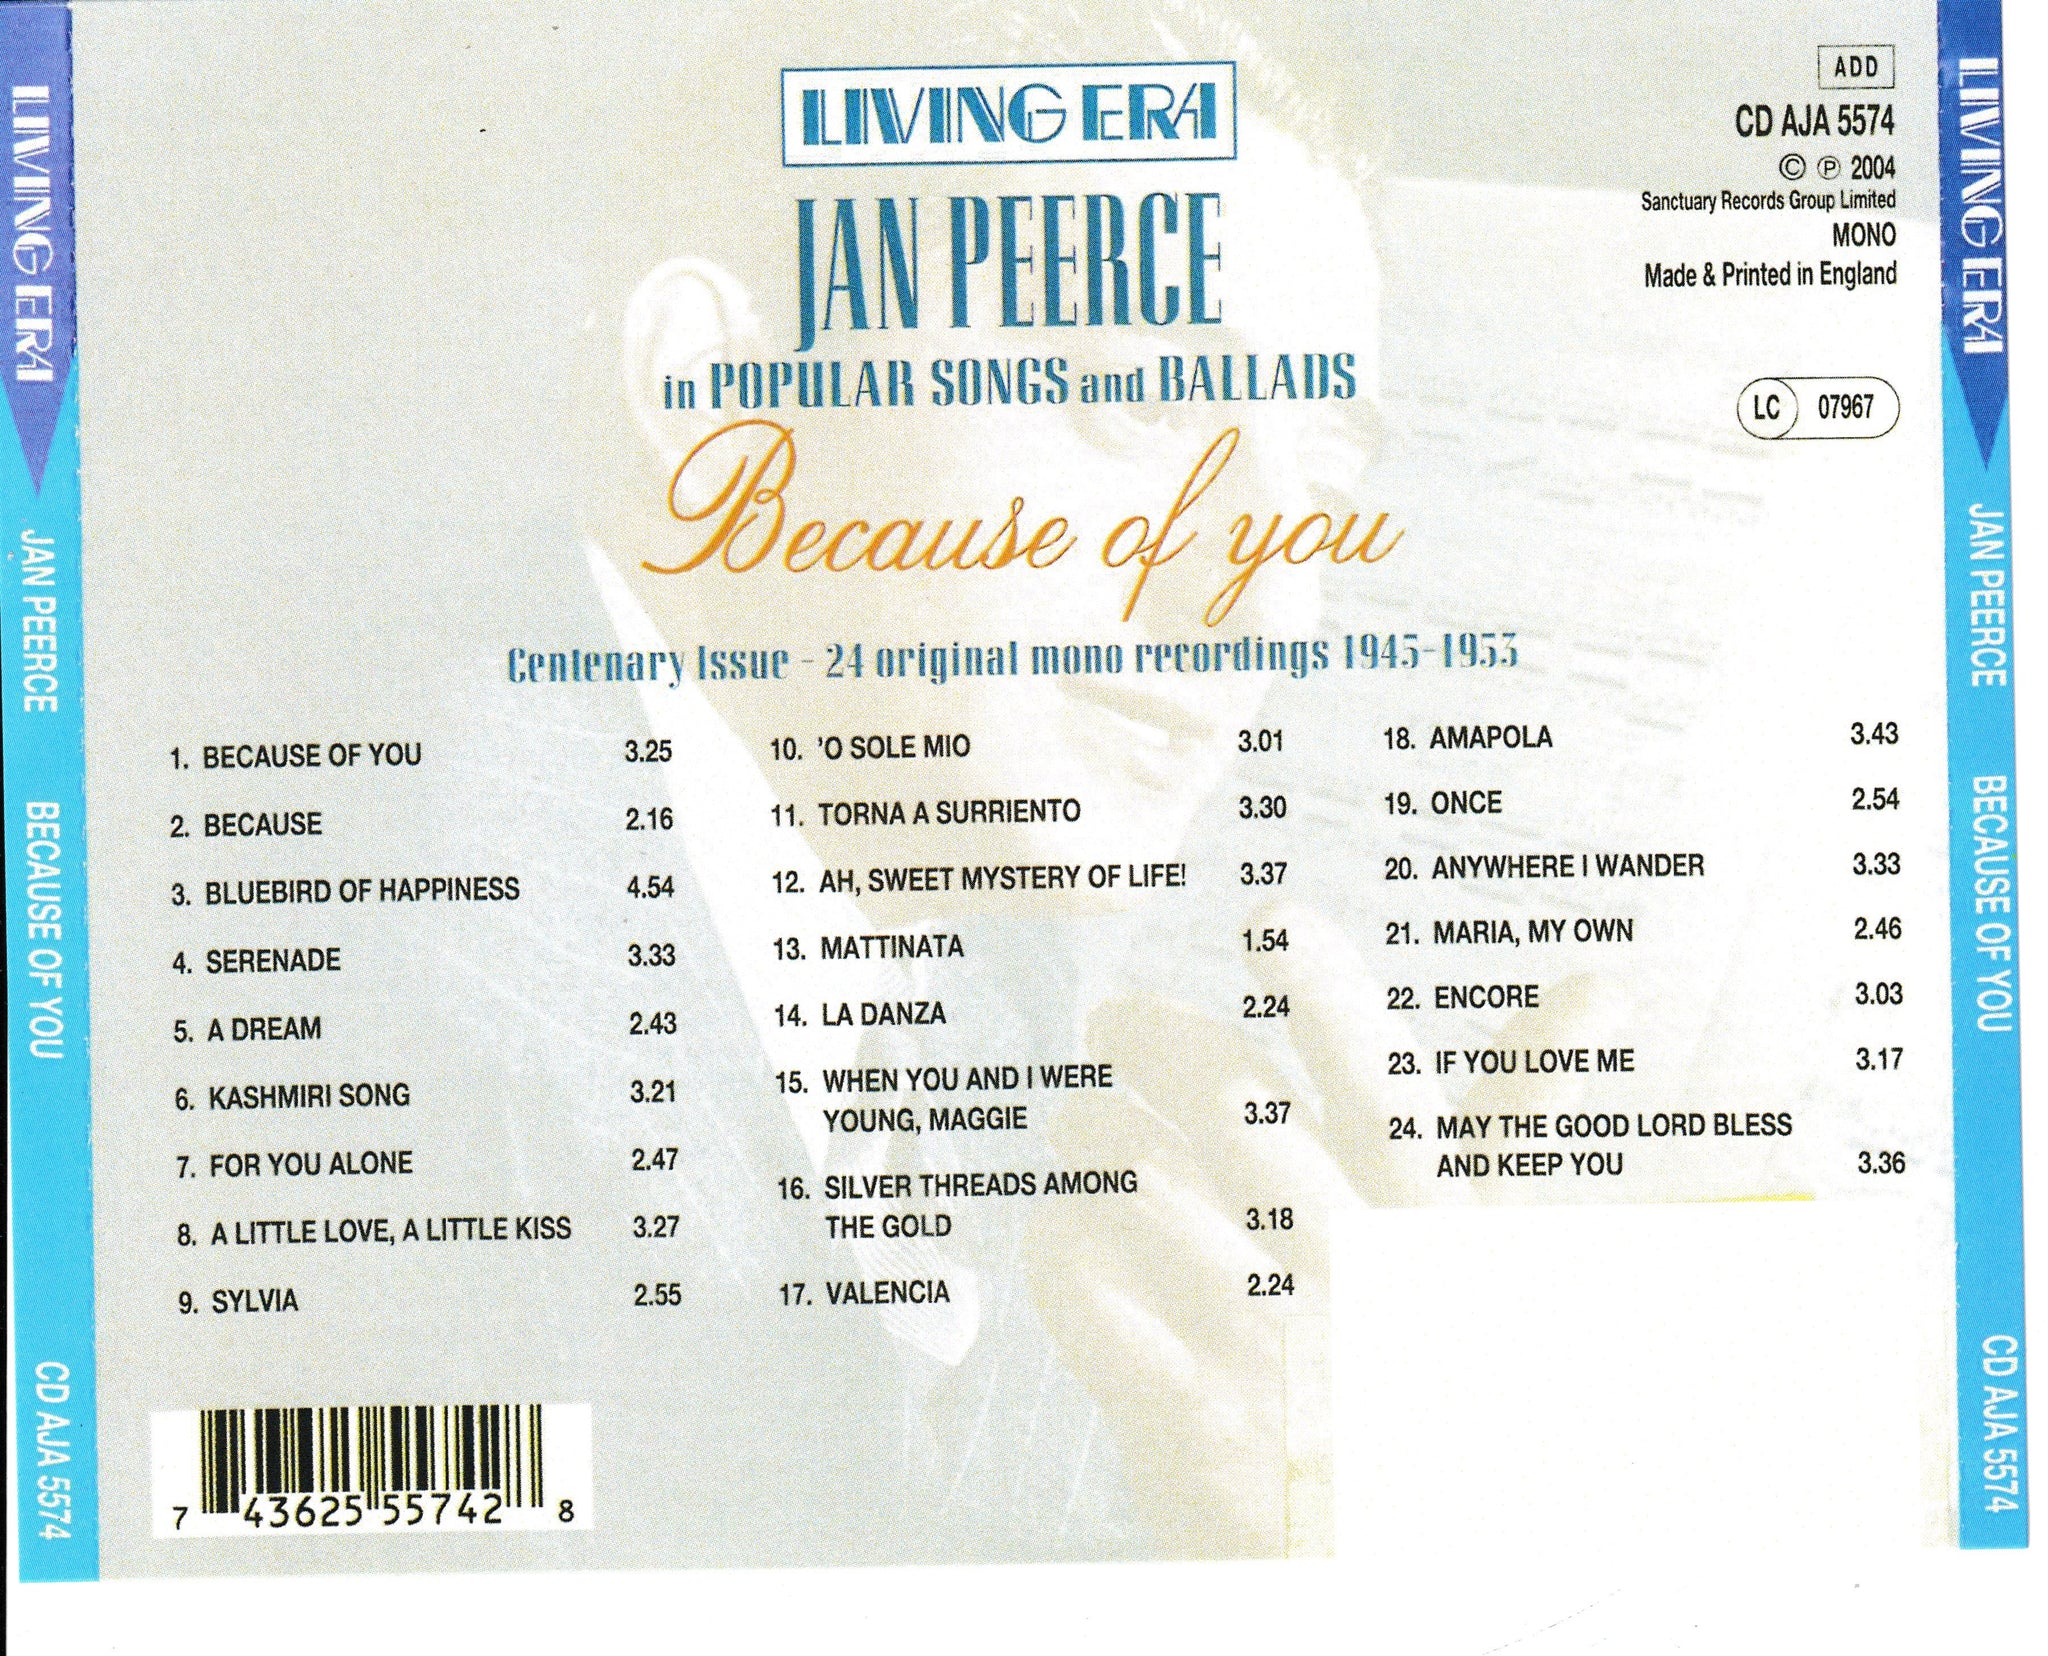 LIVING ERA
JAN PEERCE
in POPULAR SONGS and BALLADS
Because of you
Centenary Issue - 24 original mono recordings 1945-1953
ADD
CD AJA 5574
© ℗ 2004
Sanctuary Records Group Limited
MONO
Made & Printed in England
LC 07967
1. BECAUSE OF YOU 3.25
2. BECAUSE 2.16
3. BLUEBIRD OF HAPPINESS 4.54
4. SERENADE 3.33
5. A DREAM 2.43
6. KASHMIRI SONG 3.21
7. FOR YOU ALONE 2.47
8. A LITTLE LOVE, A LITTLE KISS 3.27
9. SYLVIA 2.55
10. 'O SOLE MIO 3.01
11. TORNA A SURRIENTO 3.30
12. AH, SWEET MYSTERY OF LIFE! 3.37
13. MATTINATA 1.54
14. LA DANZA 2.24
15. WHEN YOU AND I WERE
YOUNG, MAGGIE 3.37
16. SILVER THREADS AMONG
THE GOLD 3.18
17. VALENCIA 2.24
18. AMAPOLA 3.43
19. ONCE 2.54
20. ANYWHERE I WANDER 3.33
21. MARIA, MY OWN 2.46
22. ENCORE 3.03
23. IF YOU LOVE ME 3.17
24. MAY THE GOOD LORD BLESS
AND KEEP YOU 3.36
7 43625 55742 8
LIVING ERA JAN PEERCE BECAUSE OF YOU CD AJA 5574
LIVING ERA JAN PEERCE BECAUSE OF YOU CD AJA 5574